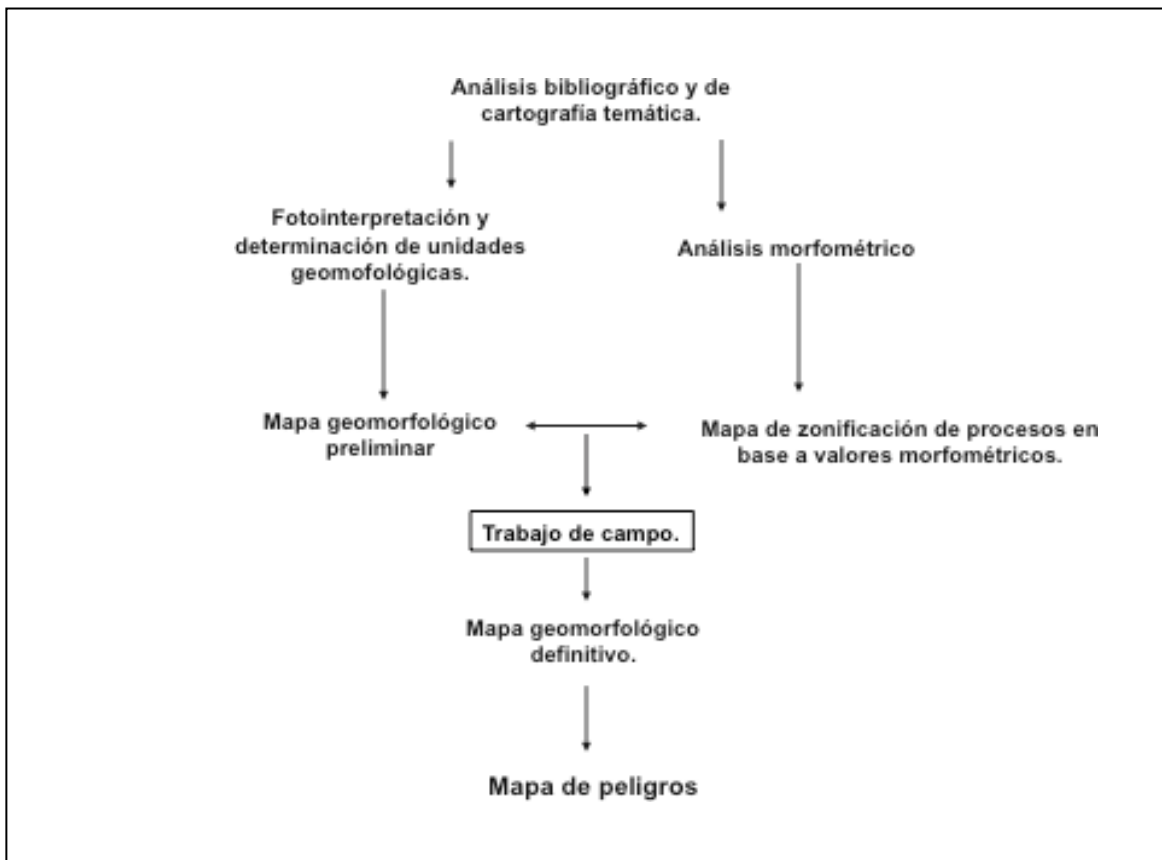 Análisis bibliográfico y de
cartografía temática.
Fotointerpretación y
determinación de unidades
geomofológicas.
Análisis morfométrico
Mapa geomorfológico
preliminar
Mapa de zonificación de procesos en
base a valores morfométricos.
Trabajo de campo.
Mapa geomorfológico
definitivo.
Mapa de peligros